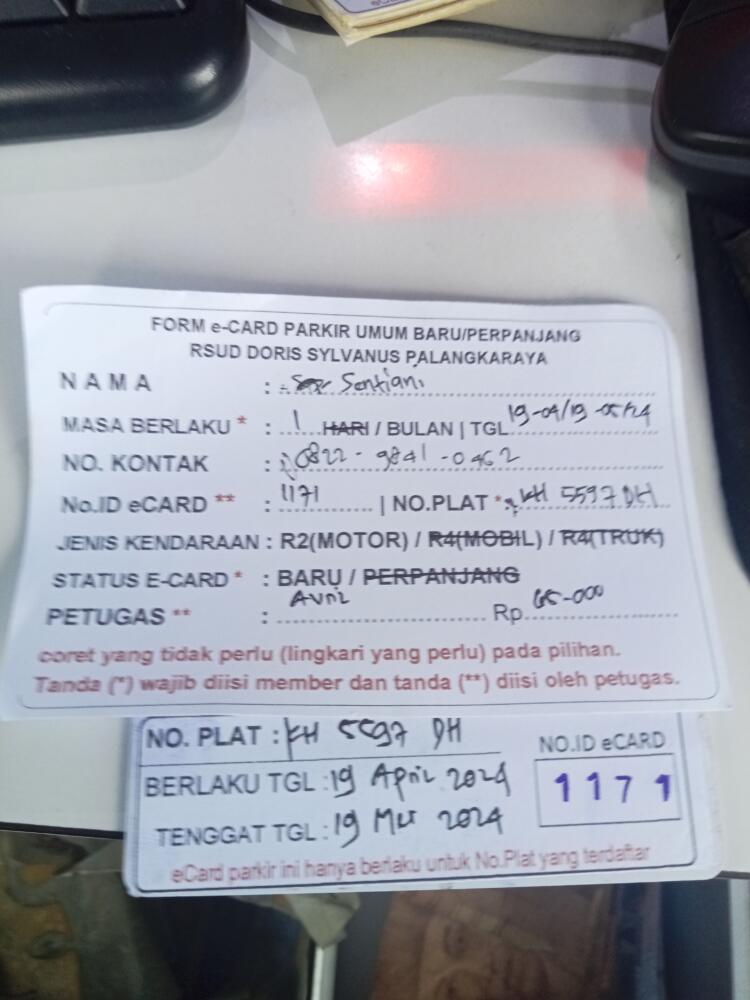 FORM e-CARD PARKIR UMUM BARU/PERPANJANG
RSUD DORIS SYLVANUS PALANGKARAYA
NAMA : Sentiani
MASA BERLAKU * : 1 HARI / BULAN | TGL 19-04/19-05/24
NO. KONTAK : 0822-9841-0462
No.ID eCARD ** : 1171 | NO.PLAT * : KH 5597 DH
JENIS KENDARAAN : R2(MOTOR) / R4(MOBIL) / R4(TRUK)
STATUS E-CARD * : BARU / PERPANJANG
PETUGAS ** : Avriz Rp. 65-000
coret yang tidak perlu (lingkari yang perlu) pada pilihan.
Tanda (*) wajib diisi member dan tanda (**) diisi oleh petugas.
NO. PLAT : KH 5597 DH
NO.ID eCARD
BERLAKU TGL : 19 April 2024
1171
TENGGAT TGL : 19 Mei 2024
eCard parkir ini hanya berlaku untuk No.Plat yang terdaftar